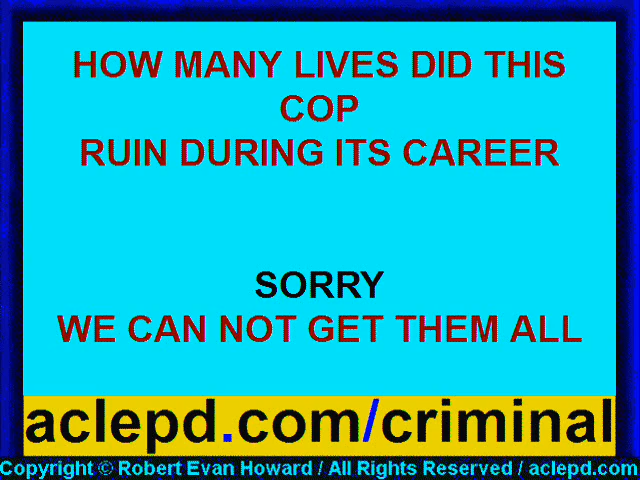 HOW MANY LIVES DID THIS
COP
RUIN DURING ITS CAREER
SORRY
WE CAN NOT GET THEM ALL
aclepd.com/criminal
Copyright © Robert Evan Howard / All Rights Reserved / aclepd.com